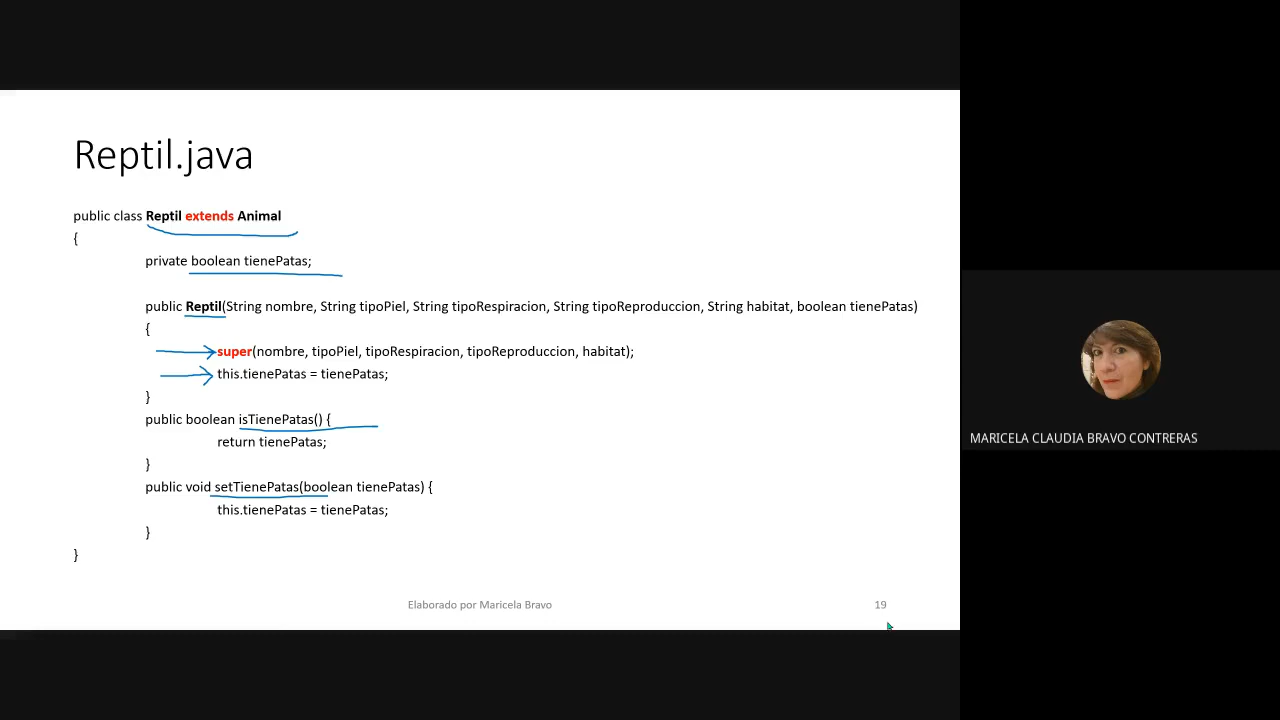 Reptil.java
public class Reptil extends Animal
{
private boolean tienePatas;
public Reptil(String nombre, String tipoPiel, String tipoRespiracion, String tipoReproduccion, String habitat, boolean tienePatas)
{
super(nombre, tipoPiel, tipoRespiracion, tipoReproduccion, habitat);
this.tienePatas = tienePatas;
}
public boolean isTienePatas() {
return tienePatas;
}
public void setTienePatas(boolean tienePatas) {
this.tienePatas = tienePatas;
}
}
Elaborado por Maricela Bravo
19
MARICELA CLAUDIA BRAVO CONTRERAS